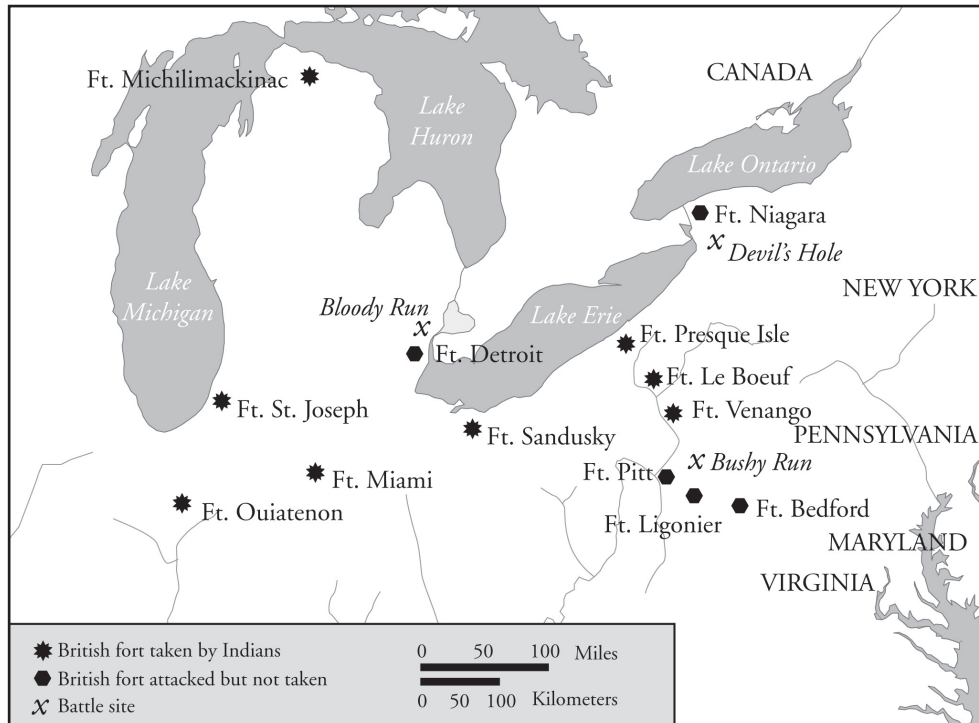 Ft. Michilimackinac
CANADA
Lake
Huron
Lake Ontario
Ft. Niagara
x Devil's Hole
Lake
Michigan
NEW YORK
Bloody Run
x
Lake Erie
Ft. Presque Isle
Ft. Detroit
Ft. Le Boeuf
Ft. St. Joseph
Ft. Venango
Ft. Sandusky
PENNSYLVANIA
x Bushy Run
Ft. Pitt
Ft. Miami
Ft. Ouiatenon
Ft. Ligonier
Ft. Bedford
MARYLAND
VIRGINIA
British fort taken by Indians
British fort attacked but not taken
x Battle site
0 50 100 Miles
0 50 100 Kilometers